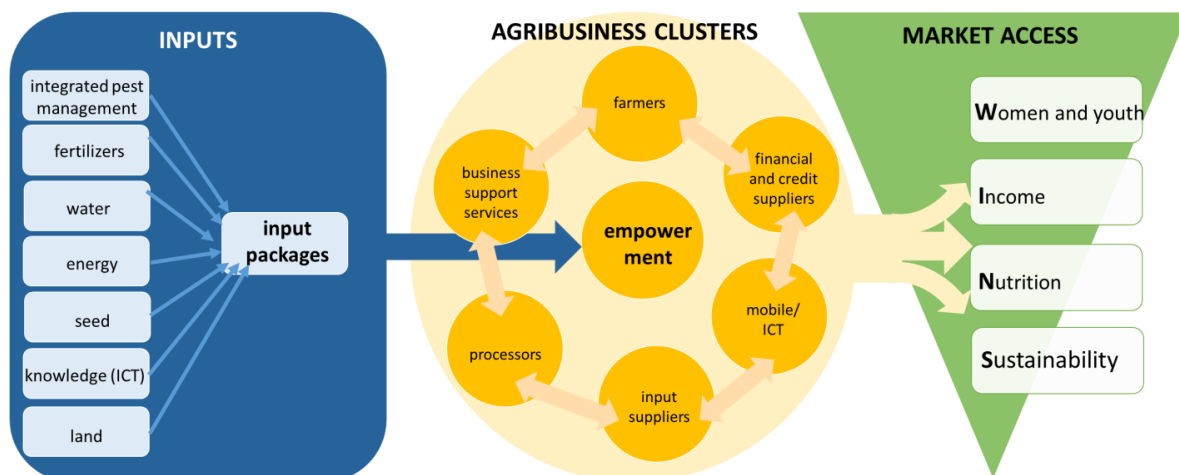 INPUTS
integrated pest
management
fertilizers
water
energy
seed
knowledge (ICT)
land
input
packages
AGRIBUSINESS CLUSTERS
farmers
business
support
services
financial
and credit
suppliers
empower
ment
mobile/
ICT
processors
input
suppliers
MARKET ACCESS
Women and youth
Income
Nutrition
Sustainability